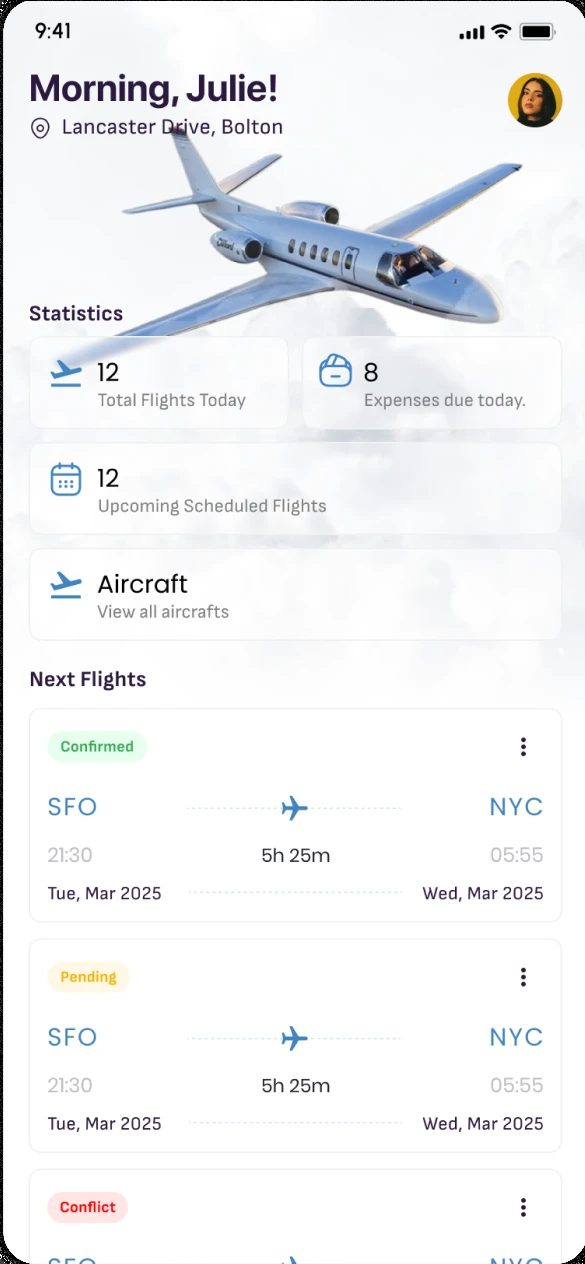 9:41
Morning, Julie!
Lancaster Drive, Bolton
Statistics
12
Total Flights Today
8
Expenses due today.
12
Upcoming Scheduled Flights
Aircraft
View all aircrafts
Next Flights
Confirmed
SFO NYC
21:30 5h 25m 05:55
Tue, Mar 2025 Wed, Mar 2025
Pending
SFO NYC
21:30 5h 25m 05:55
Tue, Mar 2025 Wed, Mar 2025
Conflict
SFO NYC